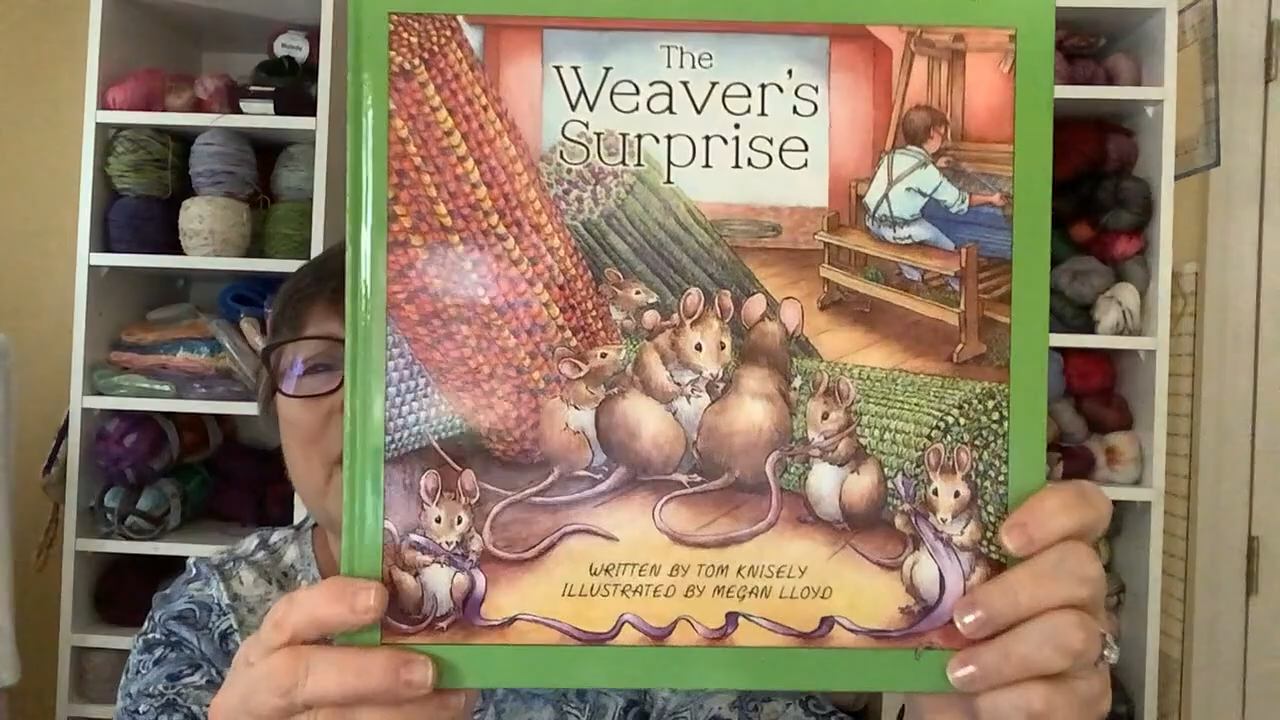 The
Weaver's
Surprise
WRITTEN BY TOM KNISELY
ILLUSTRATED BY MEGAN LLOYD